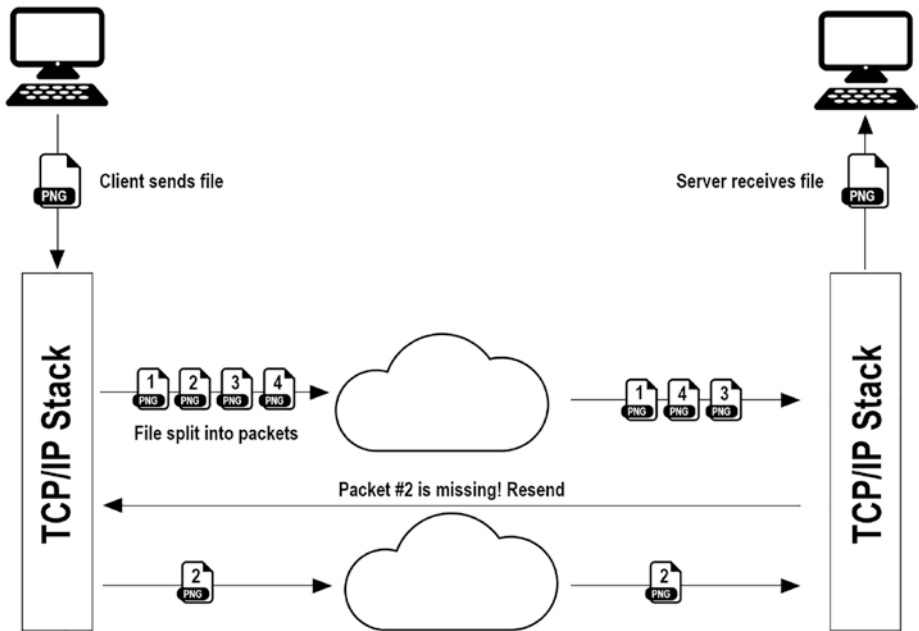 PNG
Client sends file
Server receives file
PNG
TCP/IP Stack
1 PNG
2 PNG
3 PNG
4 PNG
File split into packets
1 PNG
4 PNG
3 PNG
TCP/IP Stack
Packet #2 is missing! Resend
2 PNG
2 PNG